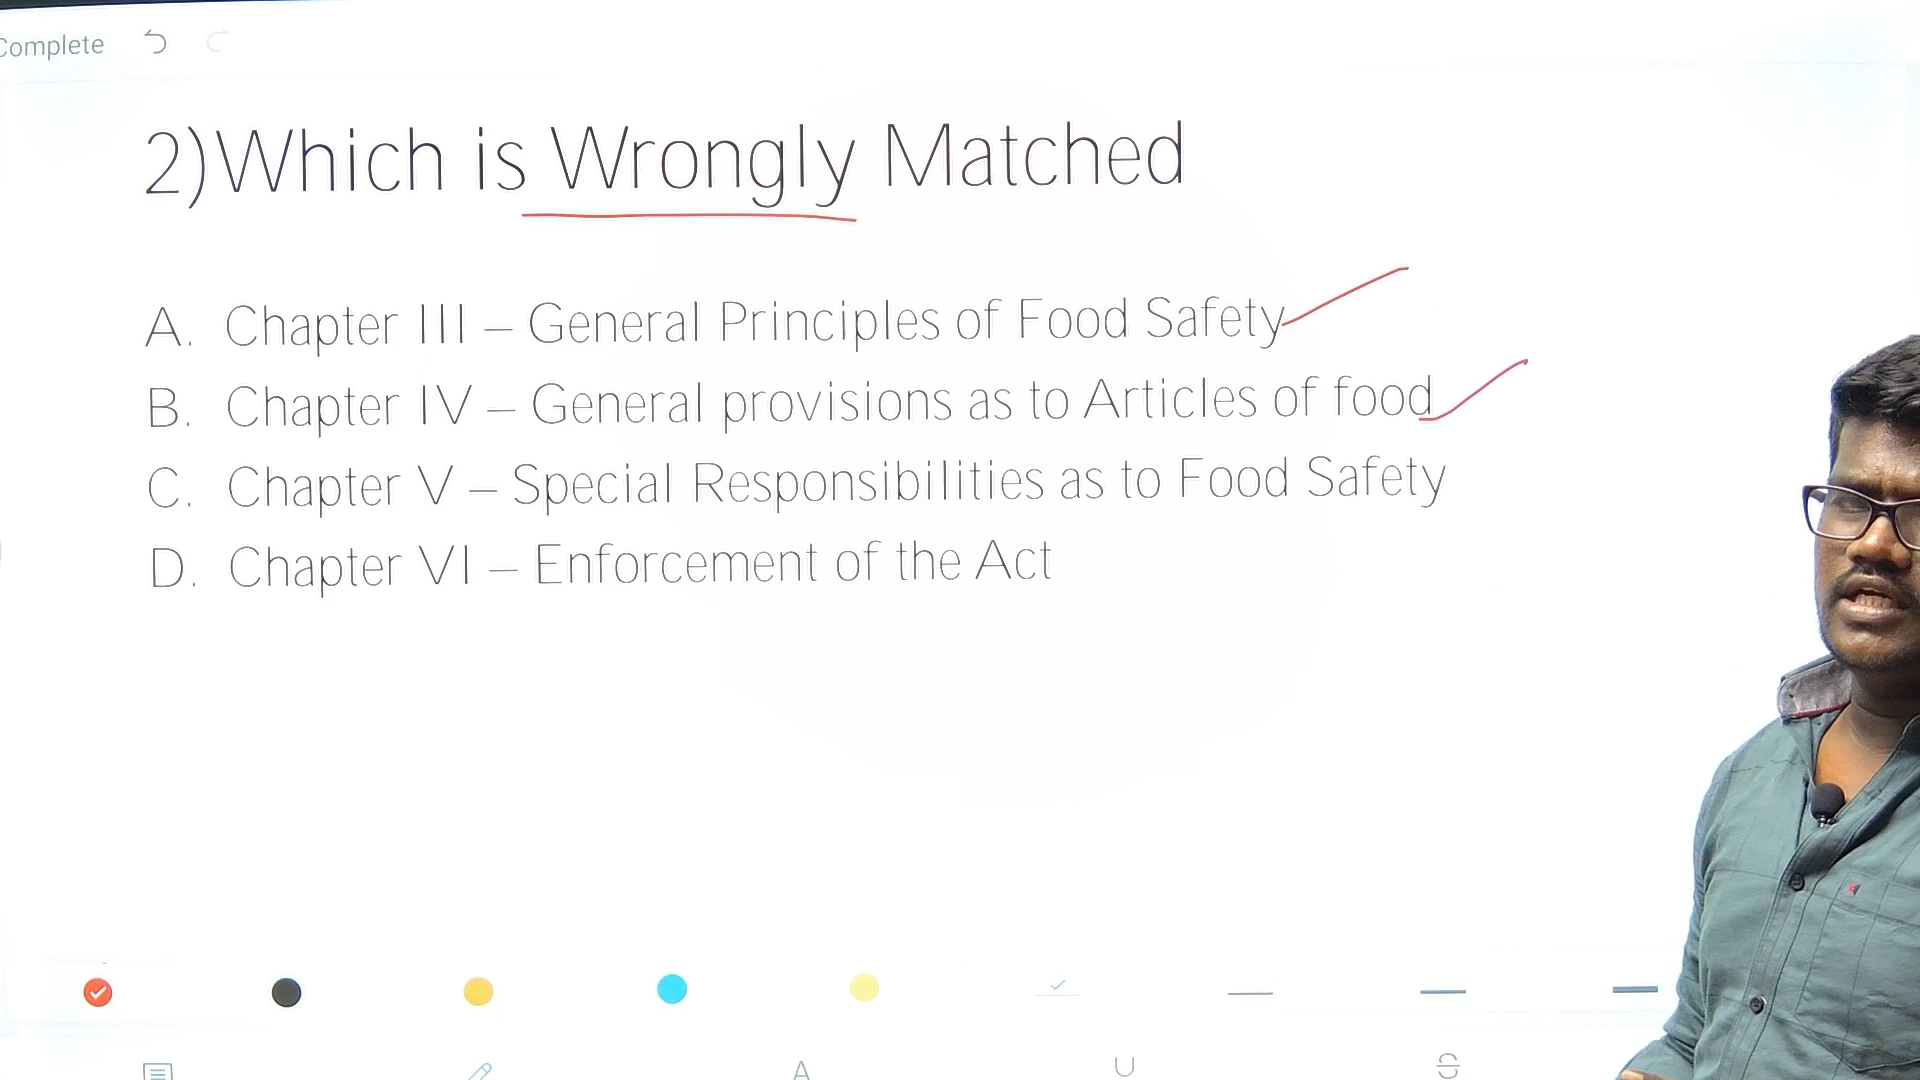 Complete
2)Which is Wrongly Matched
A. Chapter III – General Principles of Food Safety
B. Chapter IV – General provisions as to Articles of food
C. Chapter V – Special Responsibilities as to Food Safety
D. Chapter VI – Enforcement of the Act
A U S